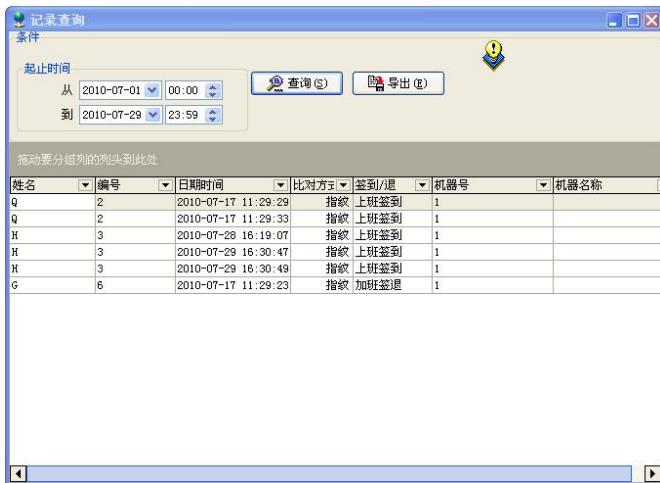 记录查询
条件
起止时间
从 2010-07-01 00:00 查询(S) 导出(E)
到 2010-07-29 23:59
拖动要分组列的列头到此处
姓名 编号 日期时间 比对方式 签到/退 机器号 机器名称
Q 2 2010-07-17 11:29:29 指纹 上班签到 1
Q 2 2010-07-17 11:29:33 指纹 上班签到 1
H 3 2010-07-28 16:19:07 指纹 上班签到 1
H 3 2010-07-29 16:30:47 指纹 上班签到 1
H 3 2010-07-29 16:30:49 指纹 上班签到 1
G 6 2010-07-17 11:29:23 指纹 加班签退 1